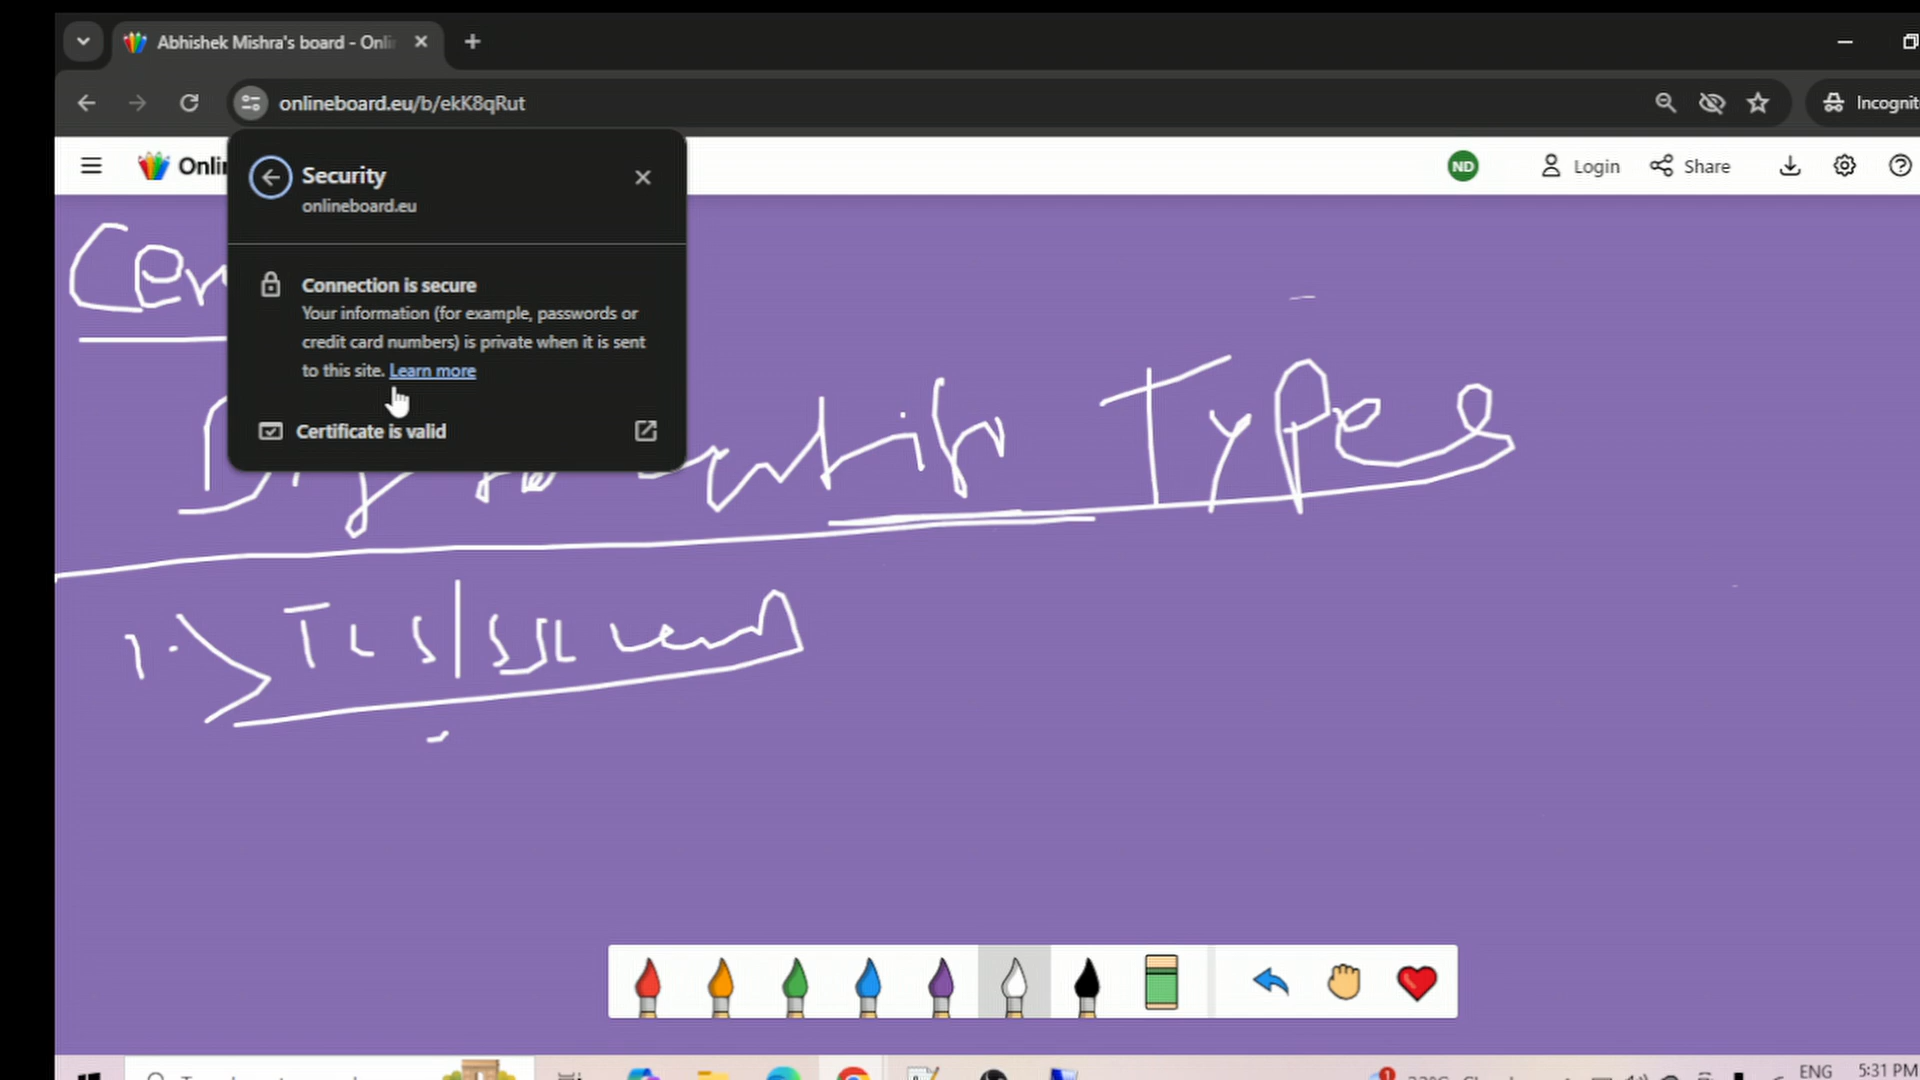 Abhishek Mishra's board - Onli
onlineboard.eu/b/ekK8qRut
Incognit
Onli
ND
Login
Share
Security
onlineboard.eu
Connection is secure
Your information (for example, passwords or
credit card numbers) is private when it is sent
to this site. Learn more
Certificate is valid
Cer
Types
1.> TLS/SSL
1
ENG
5:31 PM